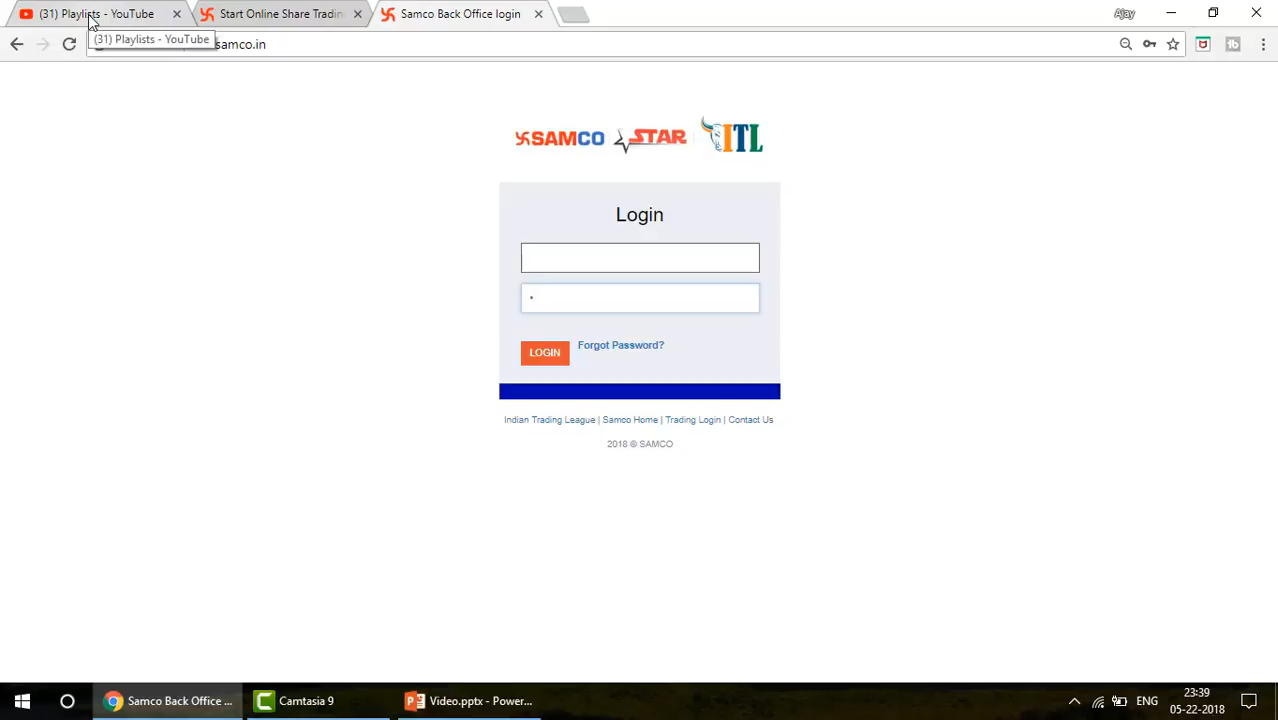 (31) Playlists - YouTube
Start Online Share Tradin
Samco Back Office login
Ajay
(31) Playlists - YouTube
samco.in
SAMCO STAR ITL
Login
LOGIN
Forgot Password?
Indian Trading League | Samco Home | Trading Login | Contact Us
2018 © SAMCO
Samco Back Office ...
Camtasia 9
Video.pptx - Power...
ENG
23:39
05-22-2018